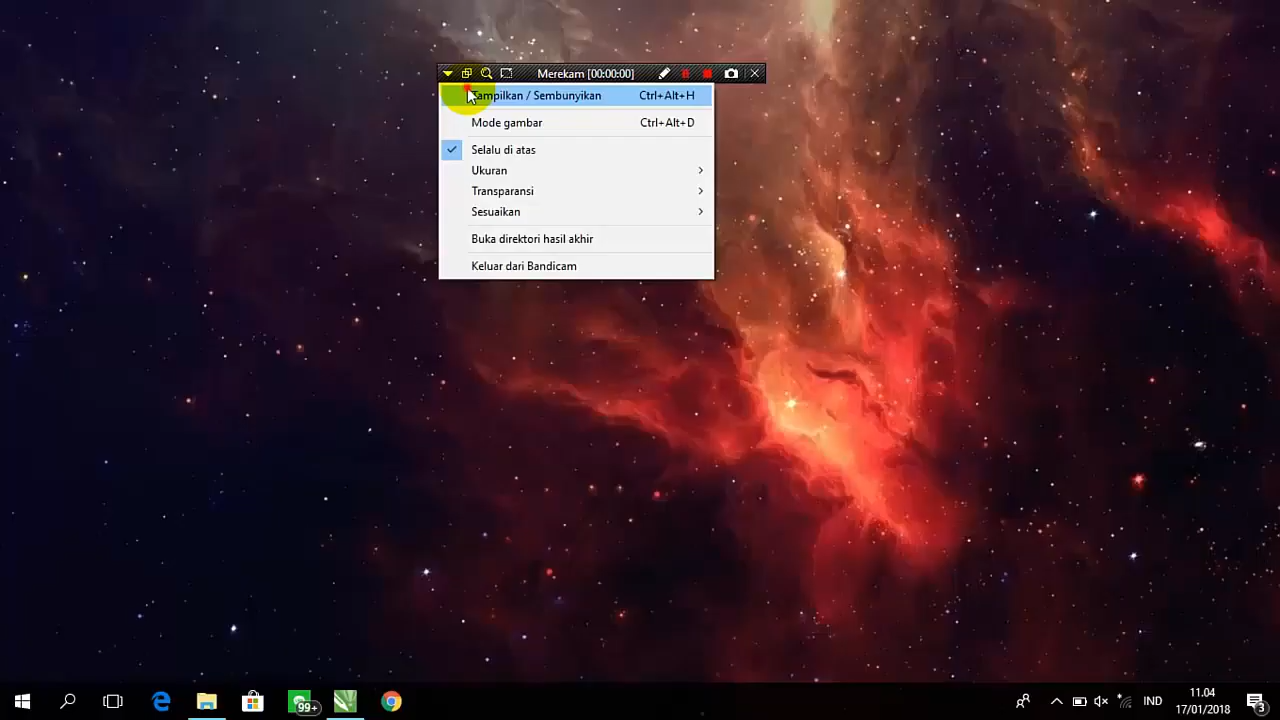 Merekam [00:00:00]
Tampilkan / Sembunyikan Ctrl+Alt+H
Mode gambar Ctrl+Alt+D
Selalu di atas
Ukuran
Transparansi
Sesuaikan
Buka direktori hasil akhir
Keluar dari Bandicam
99+
IND
11.04
17/01/2018
3